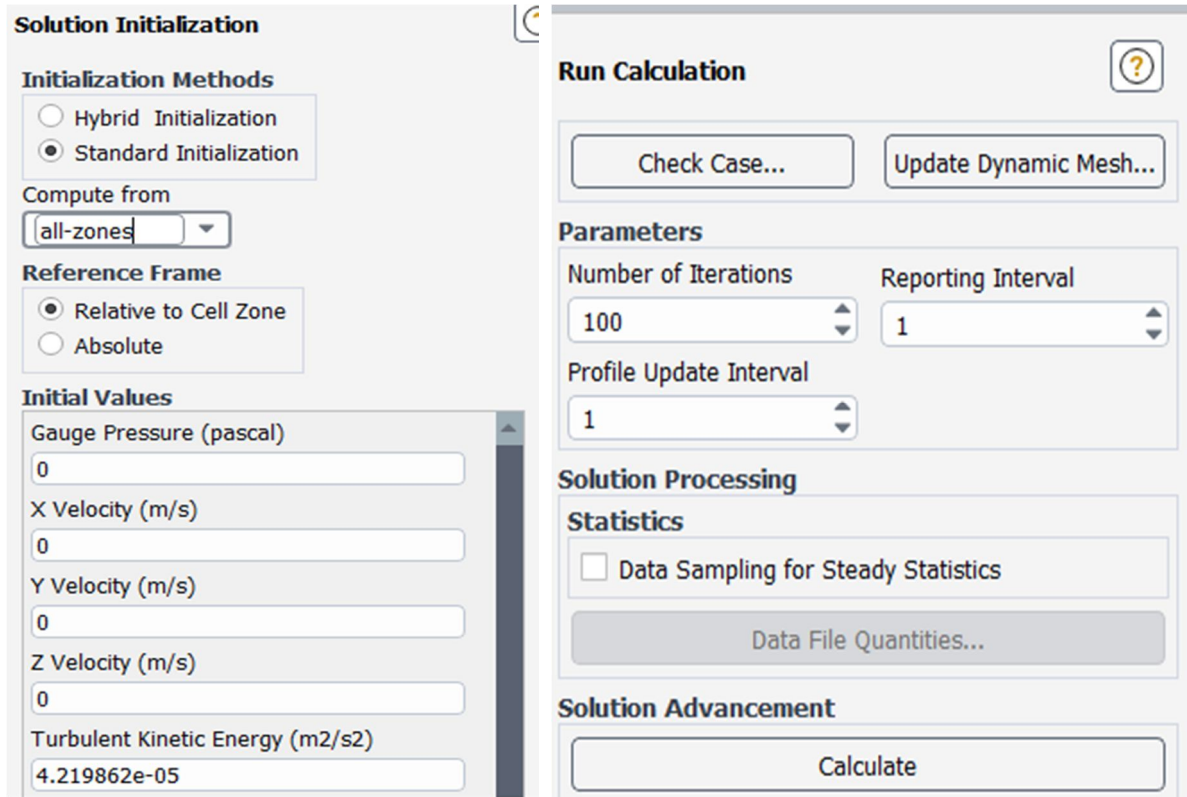 Solution Initialization
Initialization Methods
Hybrid Initialization
Standard Initialization
Compute from
all-zones
Reference Frame
Relative to Cell Zone
Absolute
Initial Values
Gauge Pressure (pascal)
0
X Velocity (m/s)
0
Y Velocity (m/s)
0
Z Velocity (m/s)
0
Turbulent Kinetic Energy (m2/s2)
4.219862e-05
Run Calculation
?
Check Case... Update Dynamic Mesh...
Parameters
Number of Iterations Reporting Interval
100 1
Profile Update Interval
1
Solution Processing
Statistics
Data Sampling for Steady Statistics
Data File Quantities...
Solution Advancement
Calculate